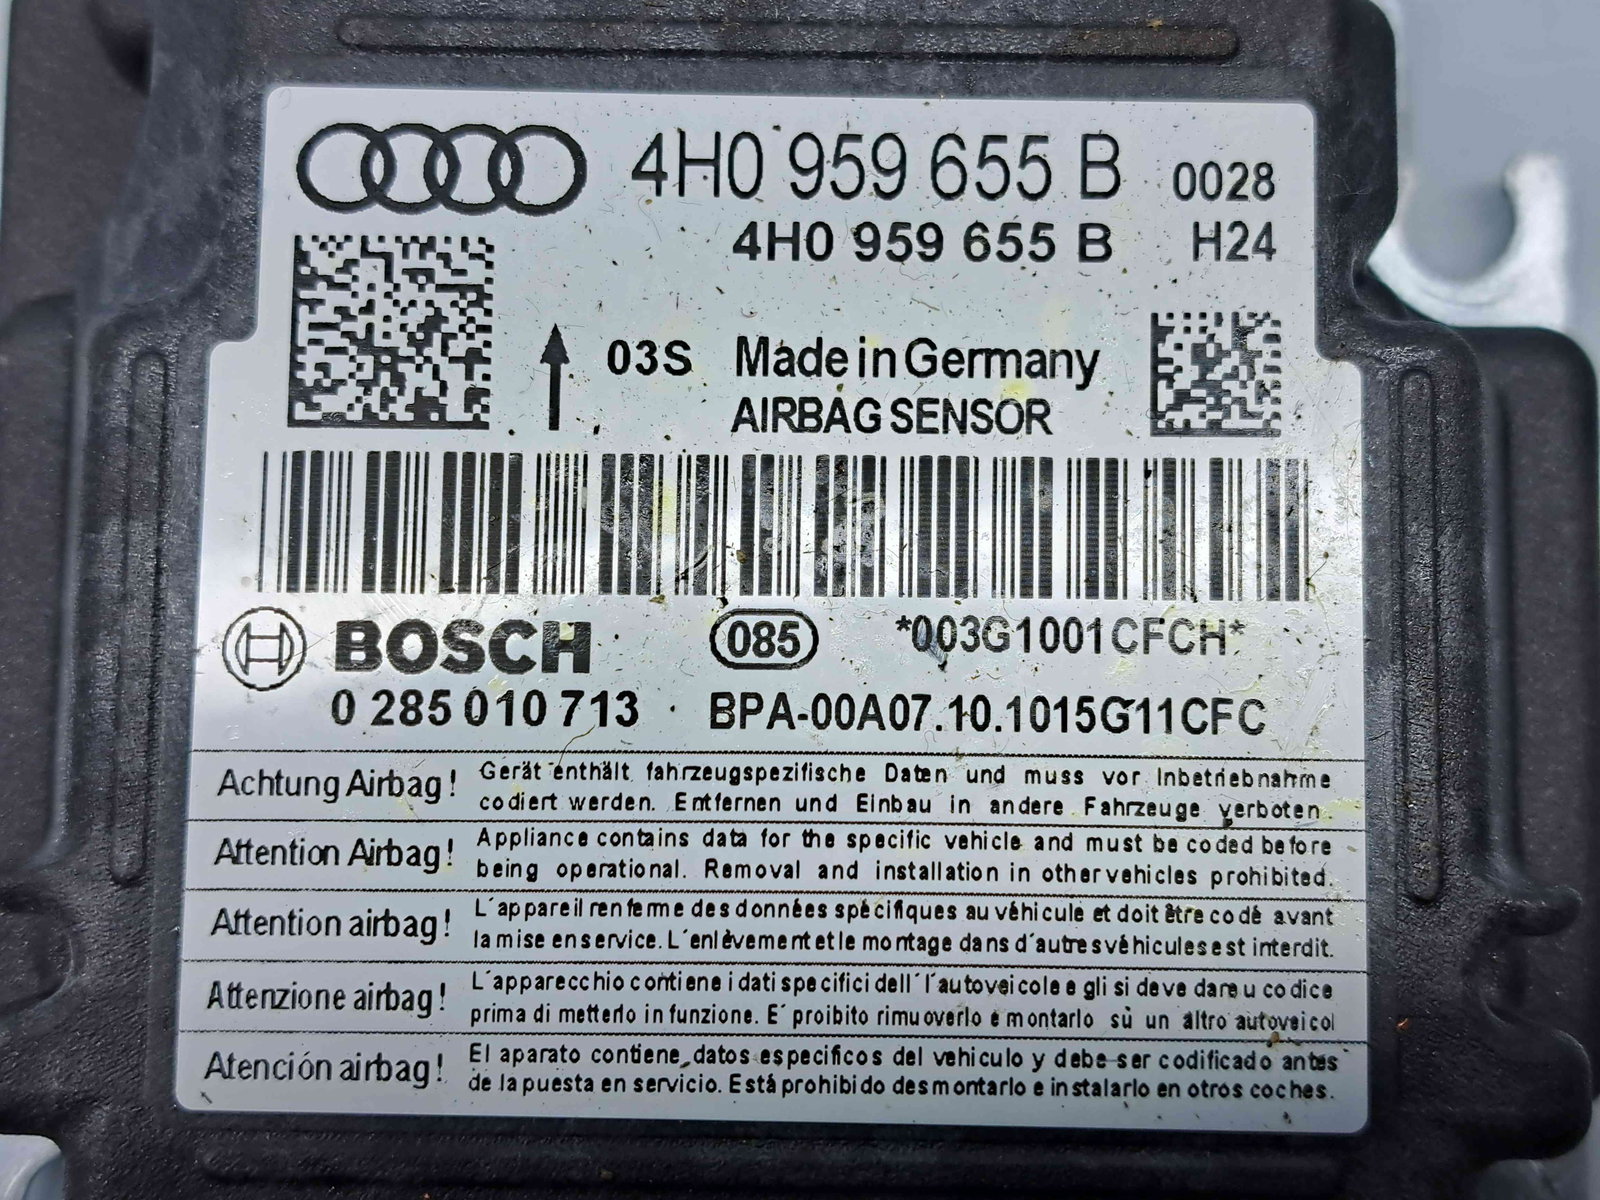 4H0 959 655 B 0028
4H0 959 655 B H24
03S Made in Germany
AIRBAG SENSOR
BOSCH 085 *003G1001CFCH*
0 285 010 713 BPA-00A07.10.1015G11CFC
Achtung Airbag! Gerät enthält fahrzeugspezifische Daten und muss vor Inbetriebnahme
codiert werden. Entfernen und Einbau in andere Fahrzeuge verboten.
Attention Airbag! Appliance contains data for the specific vehicle and must be coded before
being operational. Removal and installation in other vehicles prohibited.
Attention airbag! L'appareil renferme des données spécifiques au véhicule et doit être codé avant
la mise en service. L'enlèvement et le montage dans d'autres véhicules est interdit.
Attenzione airbag! L'apparecchio contiene i dati specifici dell' l'autoveicolo e gli si deve dare u codice
prima di metterlo in funzione. E' proibito rimuoverlo e montarlo sù un altro autoveicol
Atención airbag! El aparato contiene datos especificos del vehiculo y debe ser codificado antes
de la puesta en servicio. Está prohibido desmontarlo e instalarlo en otros coches.